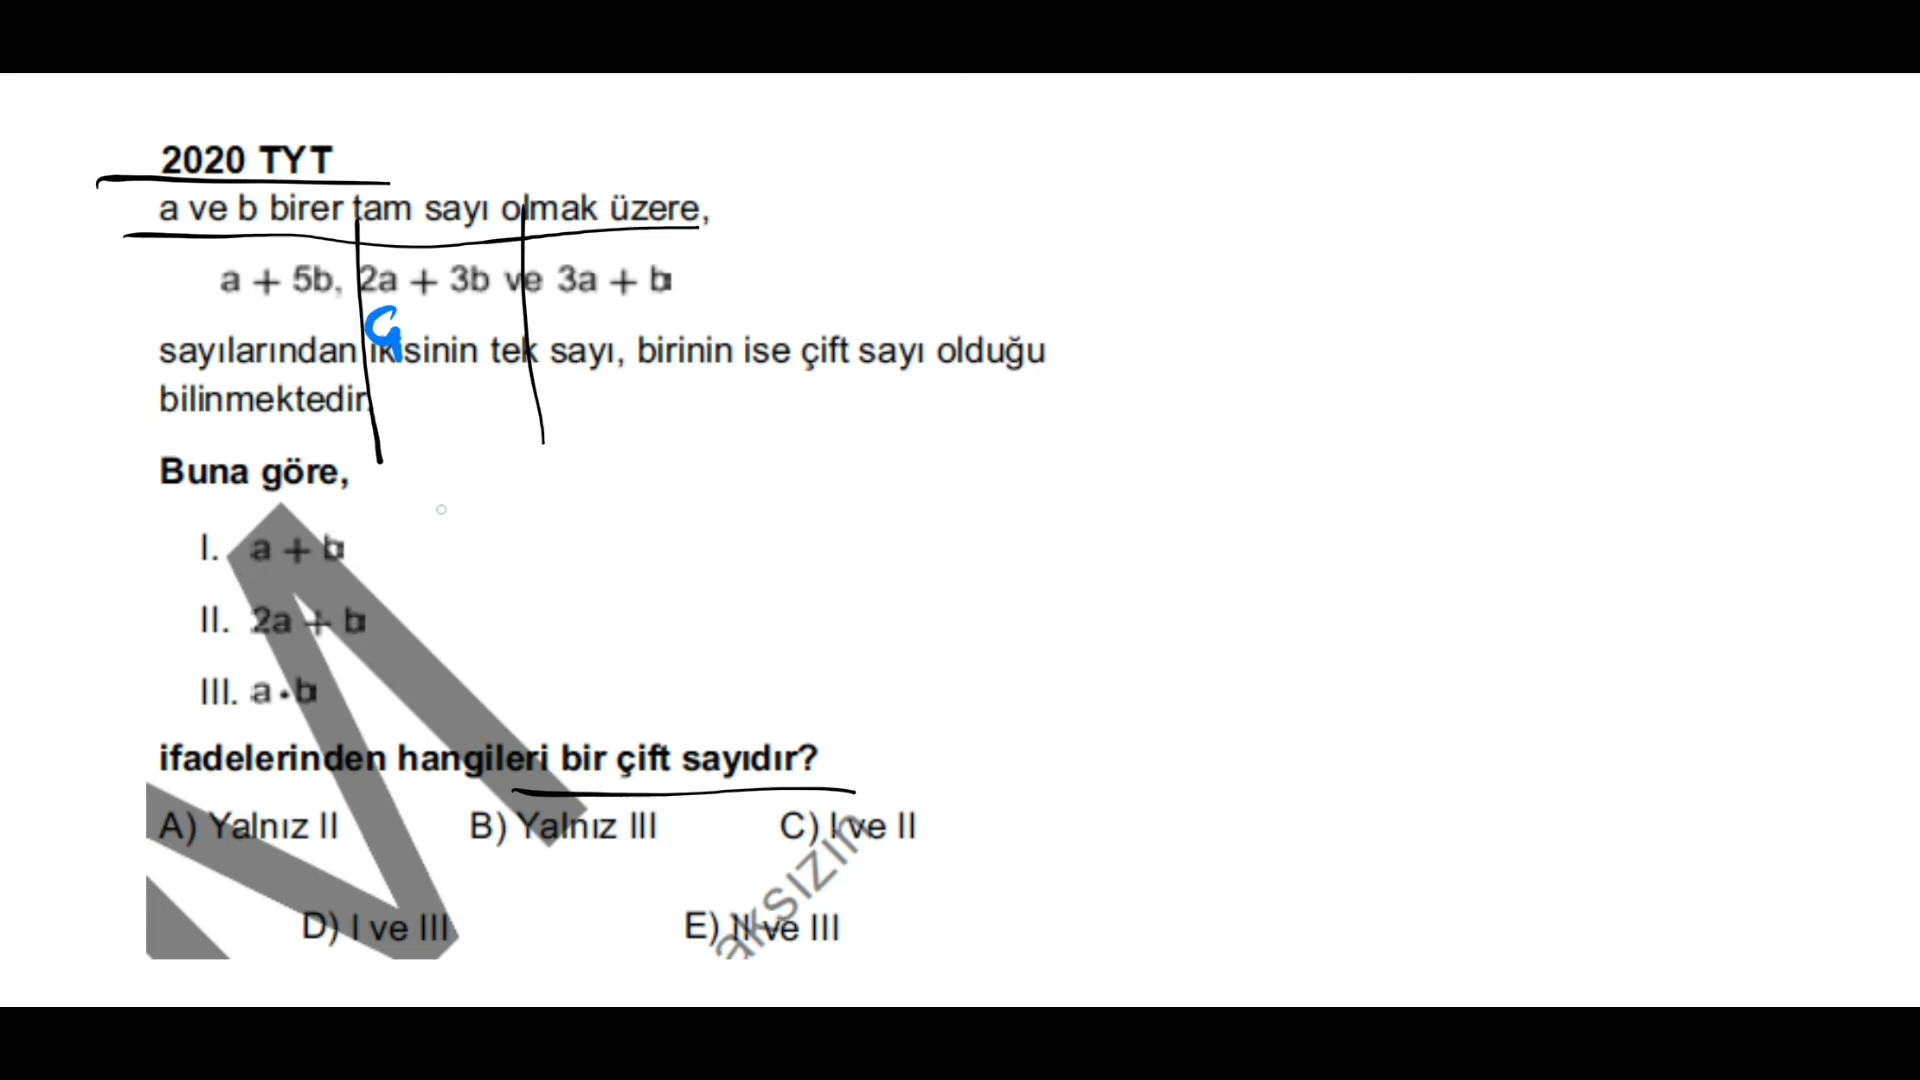 2020 TYT
a ve b birer tam sayı olmak üzere,
a + 5b, 2a + 3b ve 3a + b
sayılarından ikisinin tek sayı, birinin ise çift sayı olduğu
bilinmektedir.
Buna göre,
I. a + b
II. 2a + b
III. a · b
ifadelerinden hangileri bir çift sayıdır?
A) Yalnız II B) Yalnız III C) I ve II
D) I ve III E) II ve III
aksızın